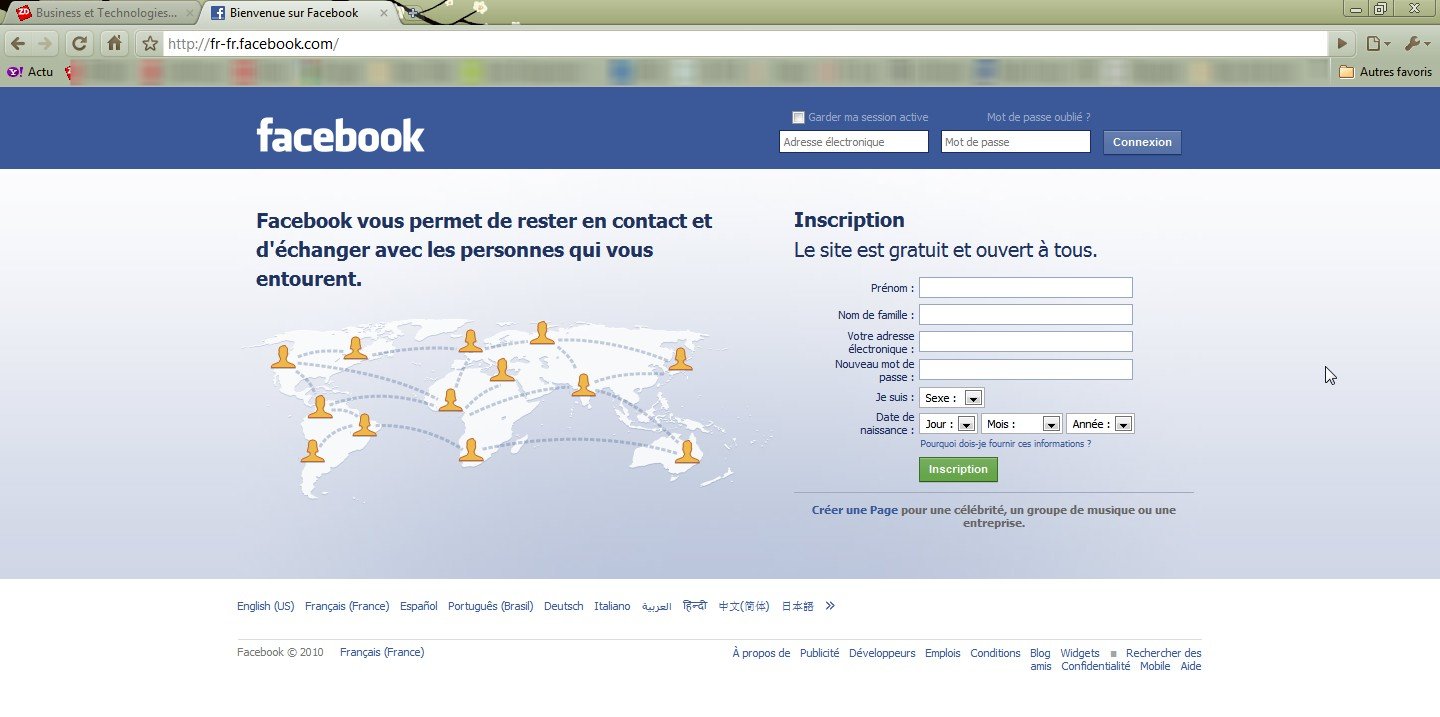 Business et Technologies...
Bienvenue sur Facebook
http://fr-fr.facebook.com/
Y! Actu
Autres favoris
facebook
Garder ma session active
Mot de passe oublié ?
Adresse électronique
Mot de passe
Connexion
Facebook vous permet de rester en contact et
d'échanger avec les personnes qui vous
entourent.
Inscription
Le site est gratuit et ouvert à tous.
Prénom :
Nom de famille :
Votre adresse
électronique :
Nouveau mot de
passe :
Je suis : Sexe :
Date de
naissance :
Jour : Mois : Année :
Pourquoi dois-je fournir ces informations ?
Inscription
Créer une Page pour une célébrité, un groupe de musique ou une
entreprise.
English (US) Français (France) Español Português (Brasil) Deutsch Italiano العربية हिन्दी 中文(简体) 日本語 »
Facebook © 2010 Français (France)
À propos de Publicité Développeurs Emplois Conditions Blog Widgets ▪ Rechercher des
amis Confidentialité Mobile Aide